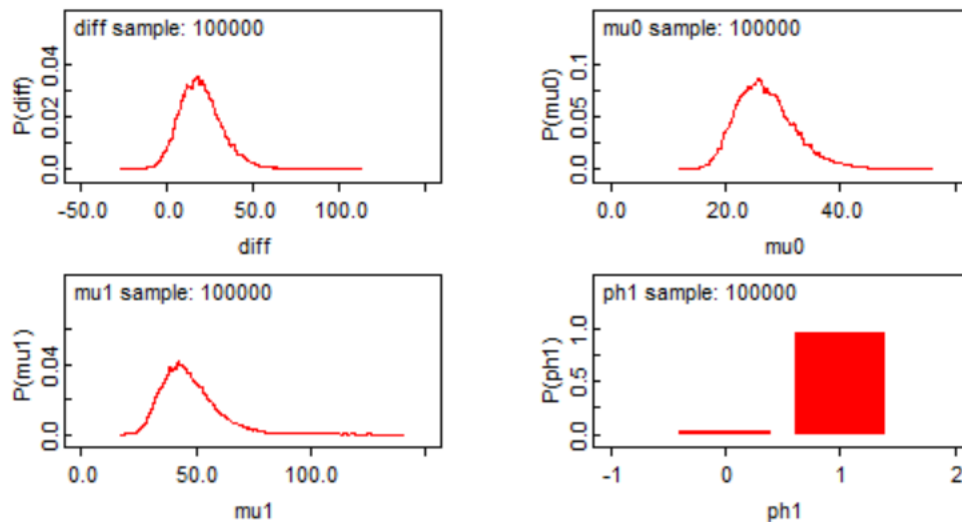 diff sample: 100000
P(diff)
0.04
0.02
0.0
-50.0 0.0 50.0 100.0
diff
mu0 sample: 100000
P(mu0)
0.1
0.05
0.0
0.0 20.0 40.0
mu0
mu1 sample: 100000
P(mu1)
0.04
0.0
0.0 50.0 100.0
mu1
ph1 sample: 100000
P(ph1)
1.0
0.5
0.0
-1 0 1 2
ph1